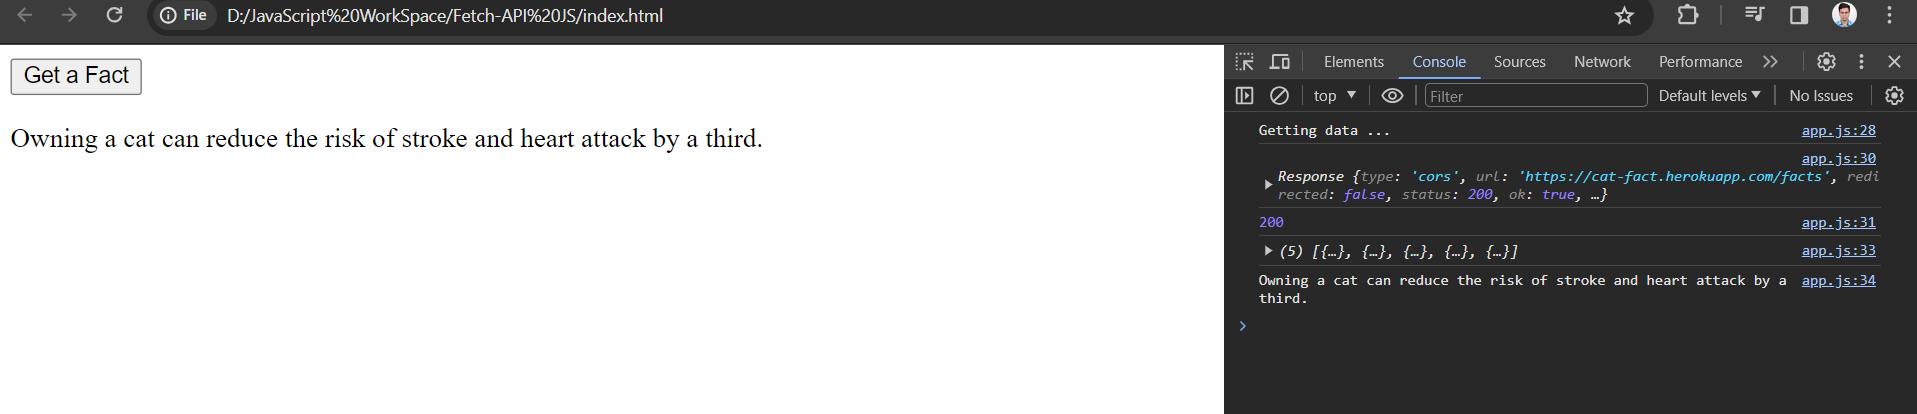 File D:/JavaScript%20WorkSpace/Fetch-API%20JS/index.html
Get a Fact
Owning a cat can reduce the risk of stroke and heart attack by a third.
Elements Console Sources Network Performance
top Filter Default levels No Issues
Getting data ... app.js:28
app.js:30
Response {type: 'cors', url: 'https://cat-fact.herokuapp.com/facts', redi
rected: false, status: 200, ok: true, …}
200 app.js:31
(5) [{…}, {…}, {…}, {…}, {…}] app.js:33
Owning a cat can reduce the risk of stroke and heart attack by a app.js:34
third.